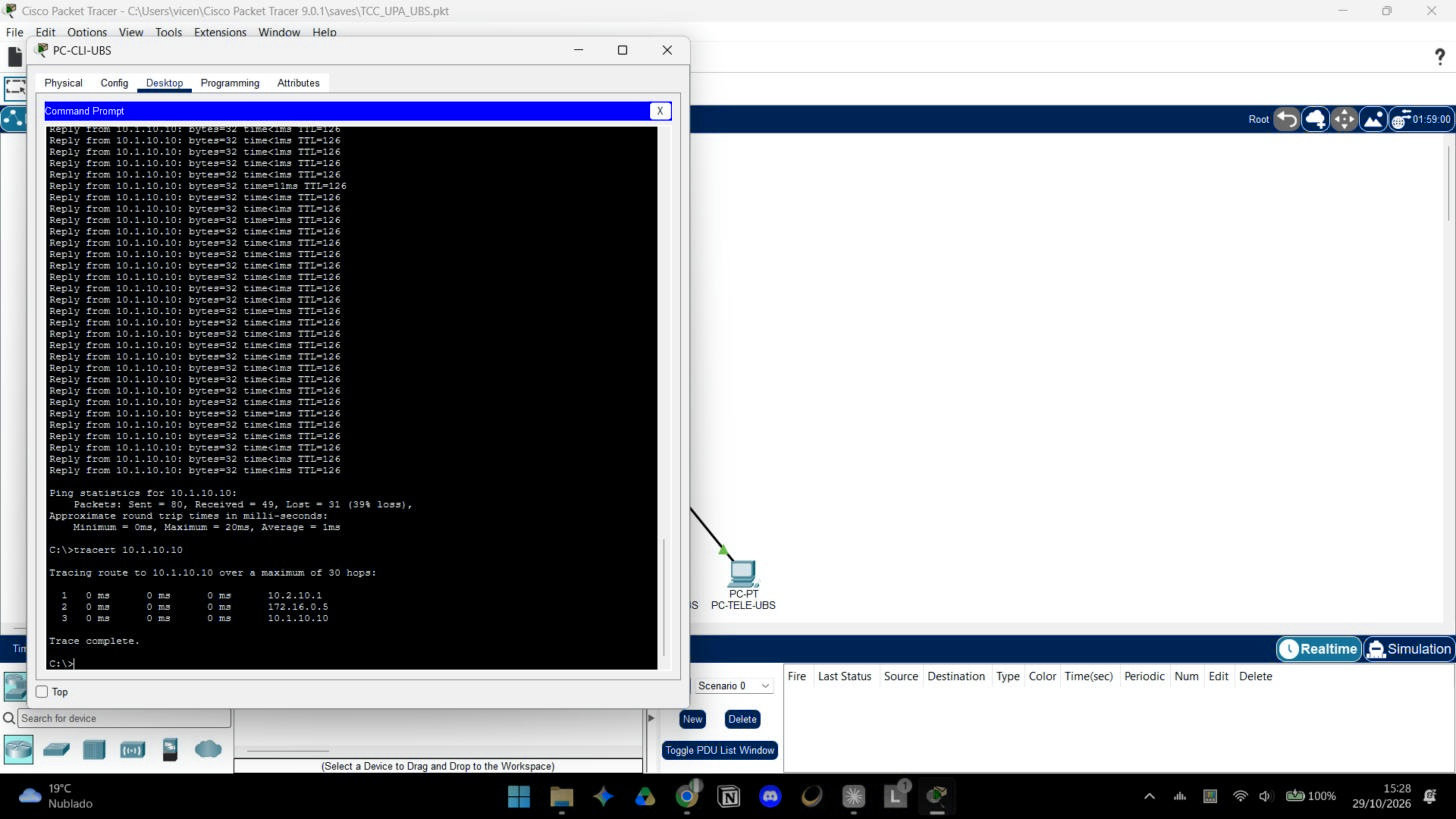 Cisco Packet Tracer - C:\Users\vicen\Cisco Packet Tracer 9.0.1\saves\TCC_UPA_UBS.pkt
File Edit Options View Tools Extensions Window Help
PC-CLI-UBS
Physical Config Desktop Programming Attributes
Command Prompt X
Root 01:59:00
Reply from 10.1.10.10: bytes=32 time<1ms TTL=126
Reply from 10.1.10.10: bytes=32 time<1ms TTL=126
Reply from 10.1.10.10: bytes=32 time<1ms TTL=126
Reply from 10.1.10.10: bytes=32 time<1ms TTL=126
Reply from 10.1.10.10: bytes=32 time<1ms TTL=126
Reply from 10.1.10.10: bytes=32 time=11ms TTL=126
Reply from 10.1.10.10: bytes=32 time<1ms TTL=126
Reply from 10.1.10.10: bytes=32 time<1ms TTL=126
Reply from 10.1.10.10: bytes=32 time=1ms TTL=126
Reply from 10.1.10.10: bytes=32 time<1ms TTL=126
Reply from 10.1.10.10: bytes=32 time<1ms TTL=126
Reply from 10.1.10.10: bytes=32 time<1ms TTL=126
Reply from 10.1.10.10: bytes=32 time<1ms TTL=126
Reply from 10.1.10.10: bytes=32 time<1ms TTL=126
Reply from 10.1.10.10: bytes=32 time<1ms TTL=126
Reply from 10.1.10.10: bytes=32 time<1ms TTL=126
Reply from 10.1.10.10: bytes=32 time=1ms TTL=126
Reply from 10.1.10.10: bytes=32 time<1ms TTL=126
Reply from 10.1.10.10: bytes=32 time<1ms TTL=126
Reply from 10.1.10.10: bytes=32 time<1ms TTL=126
Reply from 10.1.10.10: bytes=32 time<1ms TTL=126
Reply from 10.1.10.10: bytes=32 time<1ms TTL=126
Reply from 10.1.10.10: bytes=32 time<1ms TTL=126
Reply from 10.1.10.10: bytes=32 time<1ms TTL=126
Reply from 10.1.10.10: bytes=32 time<1ms TTL=126
Reply from 10.1.10.10: bytes=32 time=1ms TTL=126
Reply from 10.1.10.10: bytes=32 time<1ms TTL=126
Reply from 10.1.10.10: bytes=32 time<1ms TTL=126
Reply from 10.1.10.10: bytes=32 time<1ms TTL=126
Reply from 10.1.10.10: bytes=32 time<1ms TTL=126
Reply from 10.1.10.10: bytes=32 time<1ms TTL=126
Ping statistics for 10.1.10.10:
Packets: Sent = 80, Received = 49, Lost = 31 (39% loss),
Approximate round trip times in milli-seconds:
Minimum = 0ms, Maximum = 20ms, Average = 1ms
C:\>tracert 10.1.10.10
Tracing route to 10.1.10.10 over a maximum of 30 hops:
1 0 ms 0 ms 0 ms 10.2.10.1
2 0 ms 0 ms 0 ms 172.16.0.5
3 0 ms 0 ms 0 ms 10.1.10.10
Trace complete.
C:\>
Top
PC-PT
BS PC-TELE-UBS
Tim
Realtime Simulation
Scenario 0
New Delete
Toggle PDU List Window
Fire Last Status Source Destination Type Color Time(sec) Periodic Num Edit Delete
Search for device
(Select a Device to Drag and Drop to the Workspace)
19°C
Nublado
L 1
100%
15:28
29/10/2026